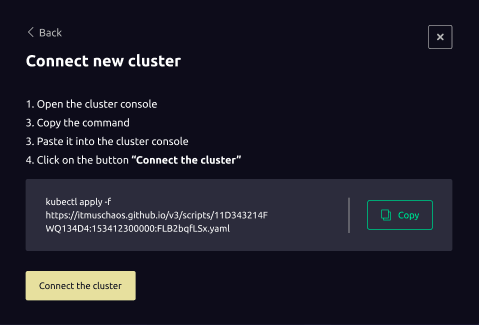 Back
Connect new cluster
1. Open the cluster console
3. Copy the command
3. Paste it into the cluster console
4. Click on the button "Connect the cluster"
kubectl apply -f
https://itmuschaos.github.io/v3/scripts/11D343214F
WQ134D4:153412300000:FLB2bqfLSx.yaml
Copy
Connect the cluster